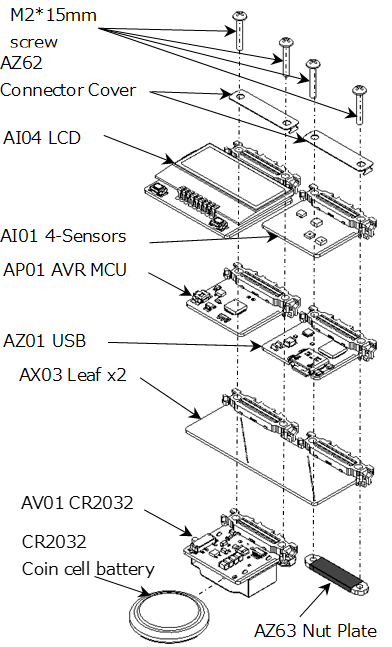 M2*15mm
screw
AZ62
Connector Cover
AI04 LCD
AI01 4-Sensors
AP01 AVR MCU
AZ01 USB
AX03 Leaf x2
AV01 CR2032
CR2032
Coin cell battery
AZ63 Nut Plate